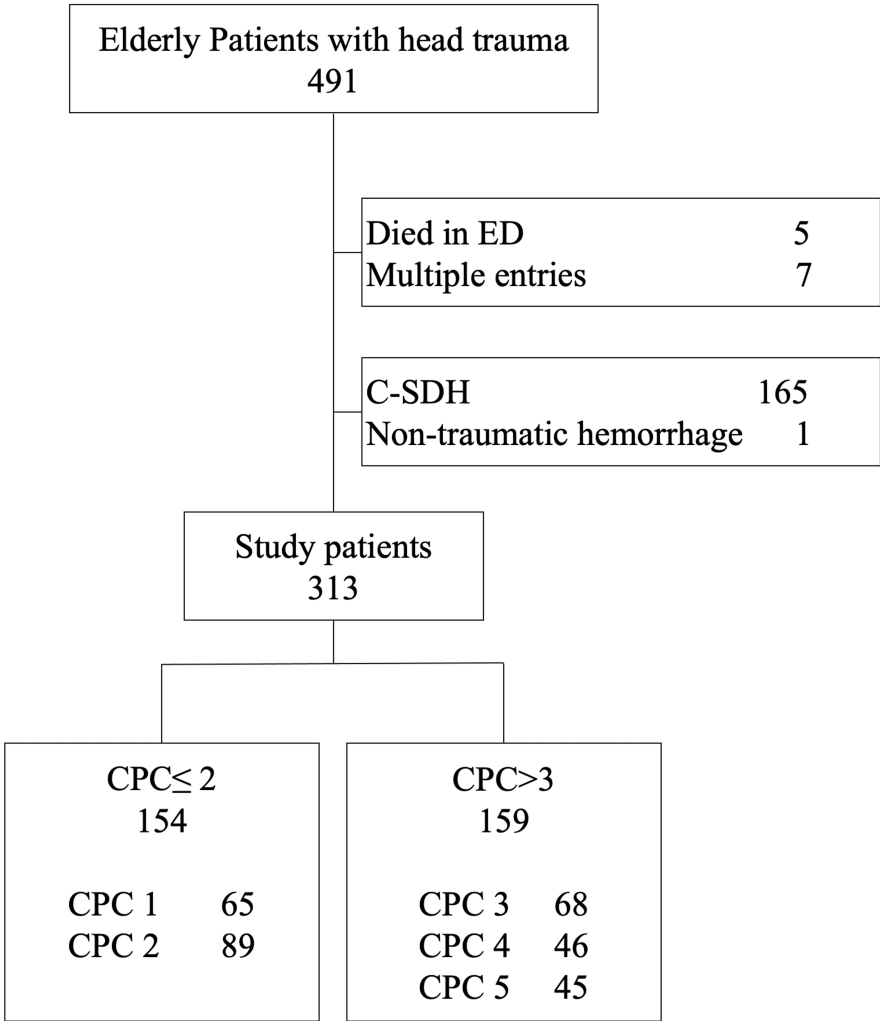 Elderly Patients with head trauma
491
Died in ED 5
Multiple entries 7
C-SDH 165
Non-traumatic hemorrhage 1
Study patients
313
CPC≤ 2
154
CPC 1 65
CPC 2 89
CPC>3
159
CPC 3 68
CPC 4 46
CPC 5 45